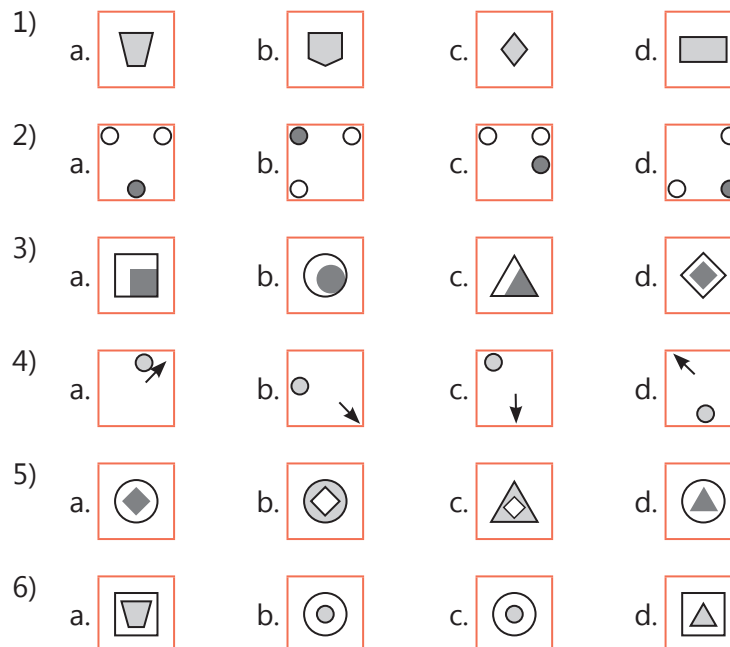 1)
a. b. c. d.
2)
a. b. c. d.
3)
a. b. c. d.
4)
a. b. c. d.
5)
a. b. c. d.
6)
a. b. c. d.